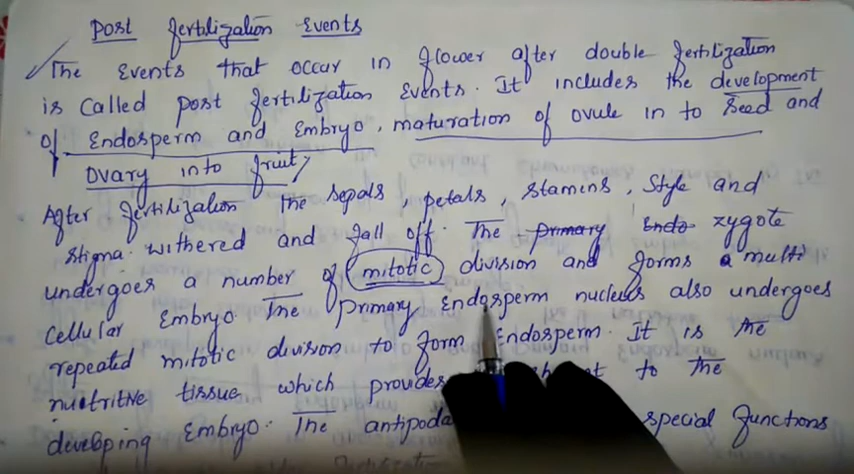 Post fertilization Events
The Events that occur in flower after double fertilization
is called post fertilization Events. It includes the development
of Endosperm and Embryo, maturation of ovule in to Seed and
ovary into fruit,
After fertilization the sepals, petals, stamens, Style and
stigma withered and fall off. The primary Endo zygote
undergoes a number of mitotic division and forms a multi
cellular Embryo. The primary Endosperm nucleus also undergoes
repeated mitotic division to form Endosperm. It is the
nutritive tissue which provides to the
developing Embryo. The special functions